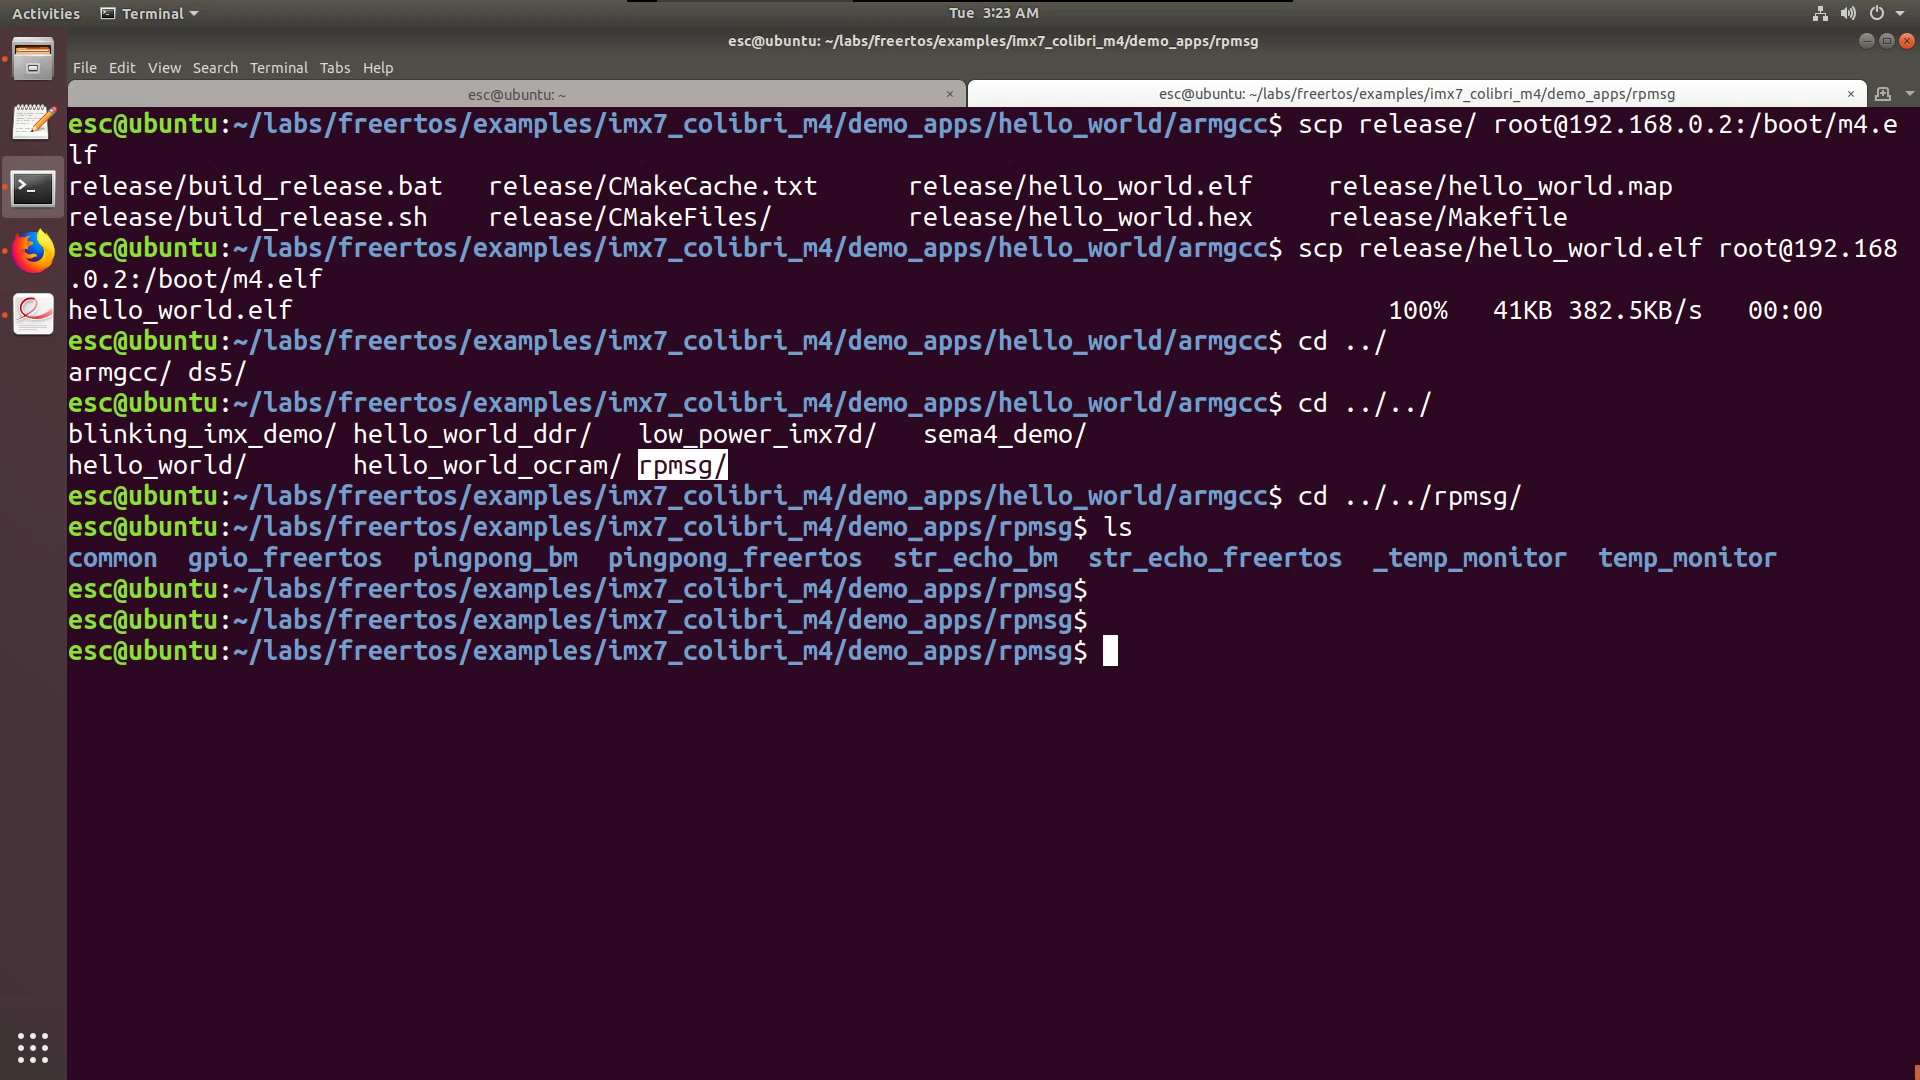 Activities Terminal Tue 3:23 AM
esc@ubuntu: ~/labs/freertos/examples/imx7_colibri_m4/demo_apps/rpmsg
File Edit View Search Terminal Tabs Help
esc@ubuntu: ~ × esc@ubuntu: ~/labs/freertos/examples/imx7_colibri_m4/demo_apps/rpmsg ×
esc@ubuntu:~/labs/freertos/examples/imx7_colibri_m4/demo_apps/hello_world/armgcc$ scp release/ root@192.168.0.2:/boot/m4.e
lf
release/build_release.bat release/CMakeCache.txt release/hello_world.elf release/hello_world.map
release/build_release.sh release/CMakeFiles/ release/hello_world.hex release/Makefile
esc@ubuntu:~/labs/freertos/examples/imx7_colibri_m4/demo_apps/hello_world/armgcc$ scp release/hello_world.elf root@192.168
.0.2:/boot/m4.elf
hello_world.elf 100% 41KB 382.5KB/s 00:00
esc@ubuntu:~/labs/freertos/examples/imx7_colibri_m4/demo_apps/hello_world/armgcc$ cd ../
armgcc/ ds5/
esc@ubuntu:~/labs/freertos/examples/imx7_colibri_m4/demo_apps/hello_world/armgcc$ cd ../../
blinking_imx_demo/ hello_world_ddr/ low_power_imx7d/ sema4_demo/
hello_world/ hello_world_ocram/ rpmsg/
esc@ubuntu:~/labs/freertos/examples/imx7_colibri_m4/demo_apps/hello_world/armgcc$ cd ../../rpmsg/
esc@ubuntu:~/labs/freertos/examples/imx7_colibri_m4/demo_apps/rpmsg$ ls
common gpio_freertos pingpong_bm pingpong_freertos str_echo_bm str_echo_freertos _temp_monitor temp_monitor
esc@ubuntu:~/labs/freertos/examples/imx7_colibri_m4/demo_apps/rpmsg$
esc@ubuntu:~/labs/freertos/examples/imx7_colibri_m4/demo_apps/rpmsg$
esc@ubuntu:~/labs/freertos/examples/imx7_colibri_m4/demo_apps/rpmsg$